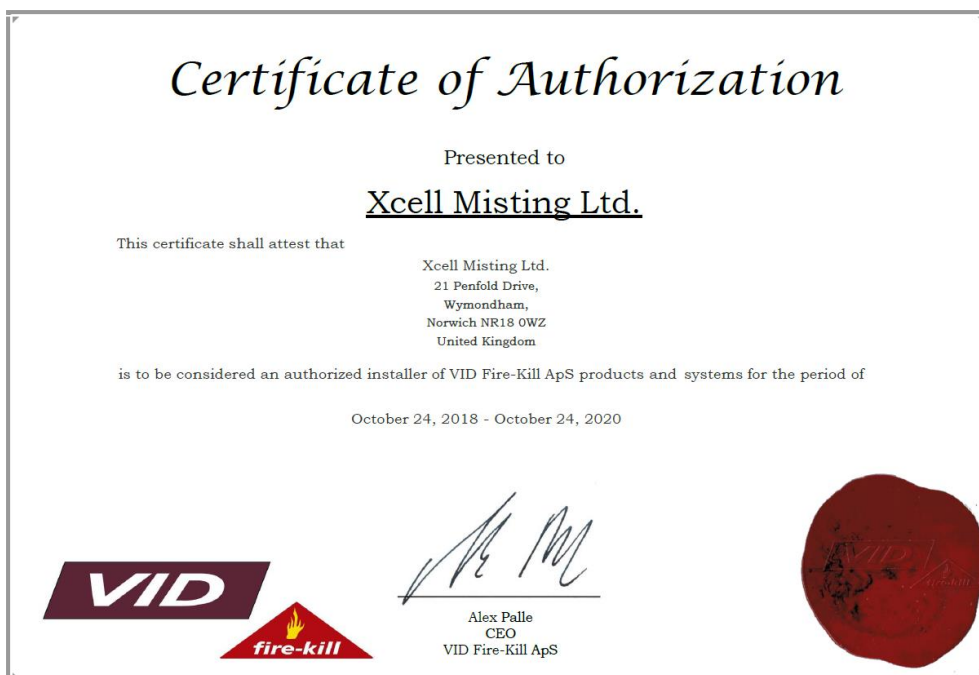 Certificate of Authorization
Presented to
Xcell Misting Ltd.
This certificate shall attest that
Xcell Misting Ltd.
21 Penfold Drive,
Wymondham,
Norwich NR18 0WZ
United Kingdom
is to be considered an authorized installer of VID Fire-Kill ApS products and systems for the period of
October 24, 2018 - October 24, 2020
VID
fire-kill
Alex Palle
CEO
VID Fire-Kill ApS
VID